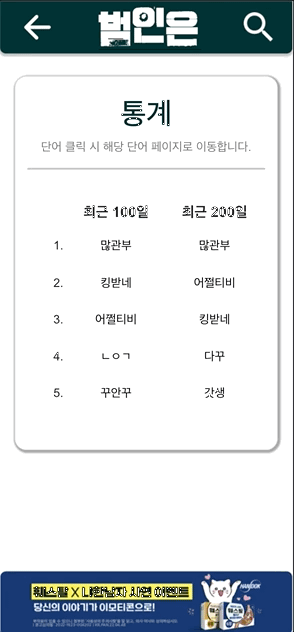 범인은
통계
단어 클릭 시 해당 단어 페이지로 이동합니다.
최근 100일 최근 200일
1. 많관부 많관부
2. 킹받네 어쩔티비
3. 어쩔티비 킹받네
4. ㄴㅇㄱ 다꾸
5. 꾸안꾸 갓생
당신의 이야기가 이모티콘으로!
HANDOK